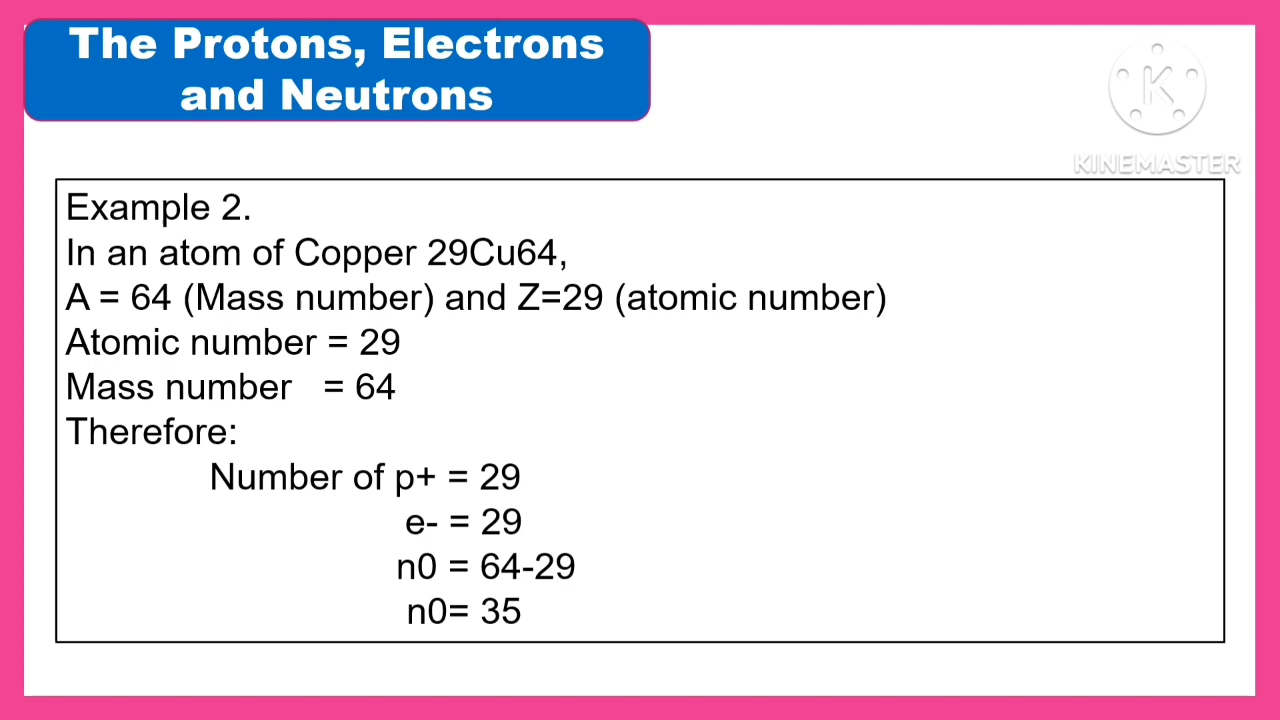 The Protons, Electrons
and Neutrons
K
KINEMASTER
Example 2.
In an atom of Copper 29Cu64,
A = 64 (Mass number) and Z=29 (atomic number)
Atomic number = 29
Mass number = 64
Therefore:
Number of p+ = 29
e- = 29
n0 = 64-29
n0= 35